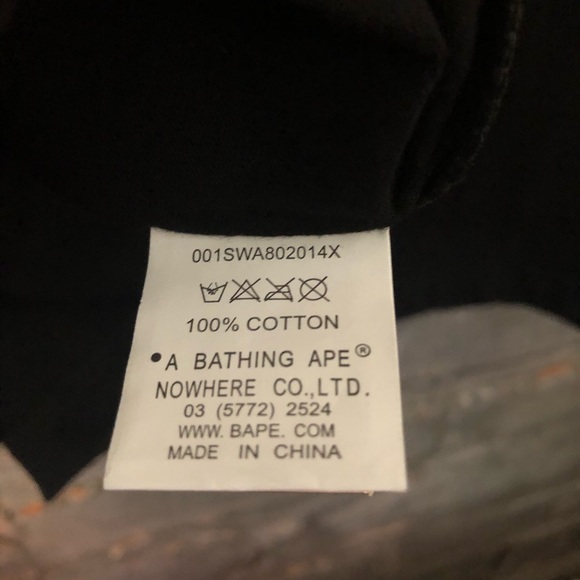 001SWA802014X
100% COTTON
•A BATHING APE®
NOWHERE CO.,LTD.
03 (5772) 2524
WWW. BAPE. COM
MADE IN CHINA